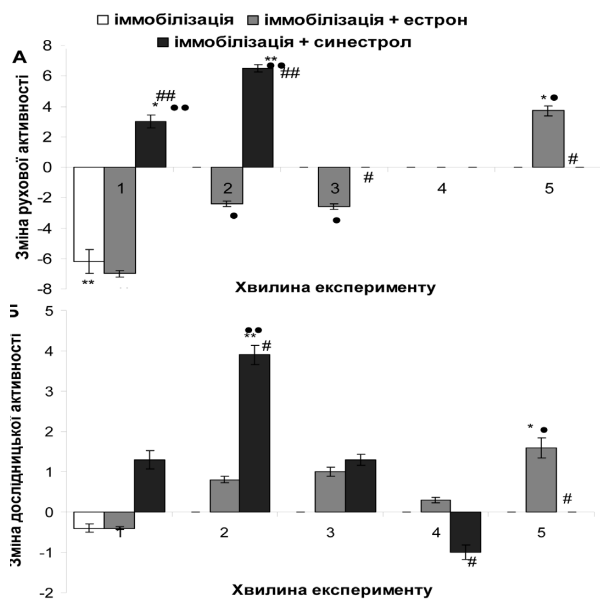 іммобілізація іммобілізація + естрон
іммобілізація + синестрол
А
Зміна рухової активності
8
6
4
2
0
-2
-4
-6
-8
** * ## ** ## * # #
1 2 3 4 5
**
Хвилина експерименту
Зміна дослідницької активності
5
4
3
2
1
0
-1
-2
** # * # #
1 2 3 4 5
Хвилина експерименту